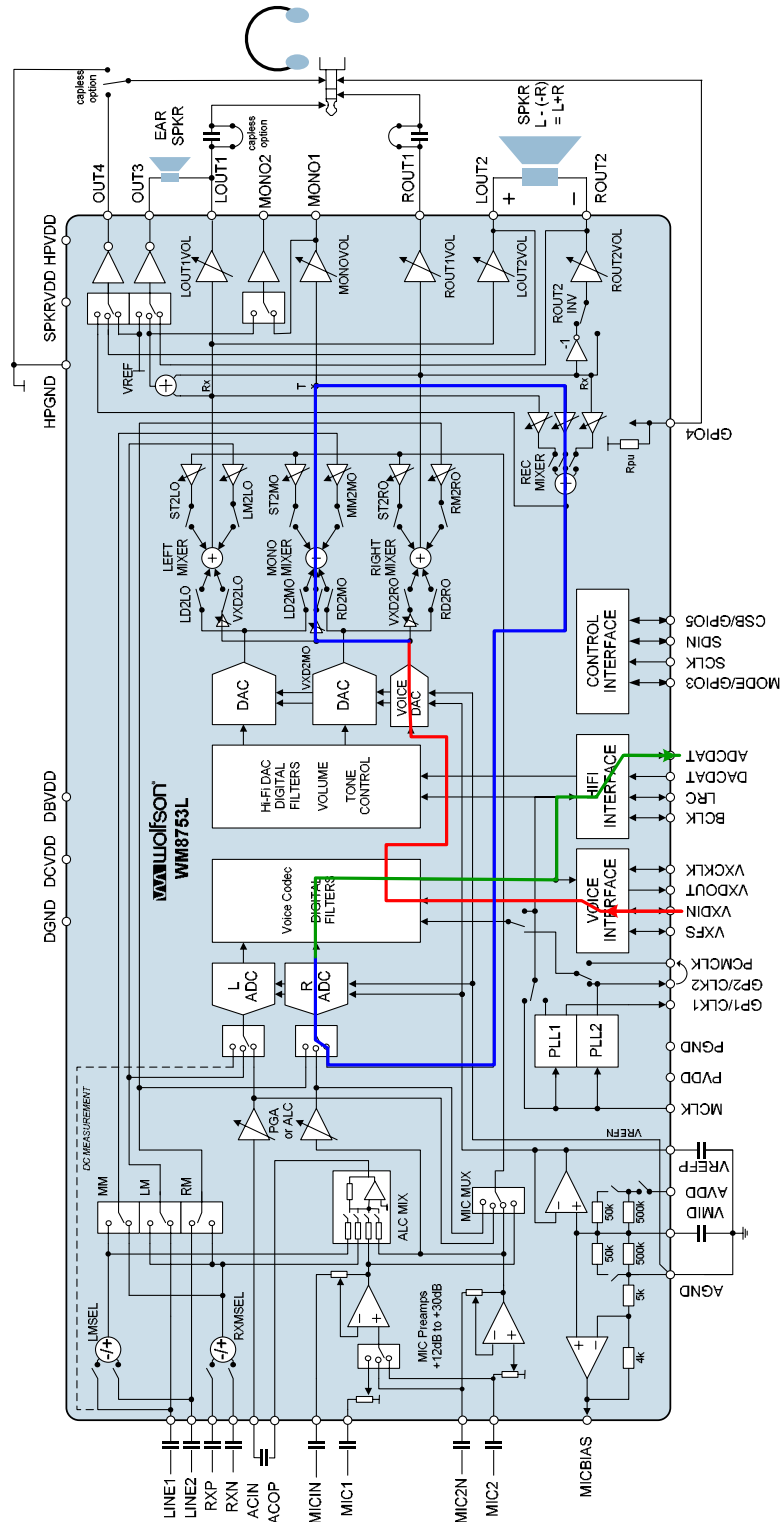 capless
option
EAR
SPKR
capless
option
SPKR
L - (-R)
= L+R
OUT4
OUT3
LOUT1
MONO2
MONO1
ROUT1
LOUT2
ROUT2
+
−
HPVDD
SPKRVDD
HPGND
LOUT1VOL
MONOVOL
ROUT1VOL
LOUT2VOL
ROUT2VOL
ROUT2
INV
-1
VREF
+
Rx
T
x
Rx
REC
MIXER
+
Rpu
GPIO4
ST2LO
LM2LO
ST2MO
MM2MO
ST2RO
RM2RO
LEFT
MIXER
+
MONO
MIXER
+
RIGHT
MIXER
+
LD2LO
VXD2LO
LD2MO
RD2MO
VXD2RO
RD2RO
VXD2MO
DAC
DAC
VOICE
DAC
CONTROL
INTERFACE
CSB/GPIO5
SDIN
SCLK
MODE/GPIO3
Hi-Fi DAC
DIGITAL
FILTERS
VOLUME
TONE
CONTROL
HIFI
INTERFACE
ADCDAT
DACDAT
LRC
BCLK
DBVDD
DCVDD
DGND
wolfson®
WM8753L
Voice Codec
DIGITAL
FILTERS
VOICE
INTERFACE
VXCKLK
VXDOUT
VXDIN
VXFS
PCMCLK
GP2/CLK2
GP1/CLK1
L
ADC
R
ADC
PLL1
PLL2
PGND
PVDD
MCLK
DC MEASUREMENT
PGA
or ALC
VREFN
VREFP
AVDD
VMID
AGND
MM
LM
RM
ALC MIX
MIC MUX
+
−
50k
500k
50k
500k
5k
4k
LMSEL
-/+
RXMSEL
-/+
−
+
MIC Preamps
+12dB to +30dB
−
+
+
−
LINE1
LINE2
RXP
RXN
ACIN
ACOP
MICIN
MIC1
MIC2N
MIC2
MICBIAS